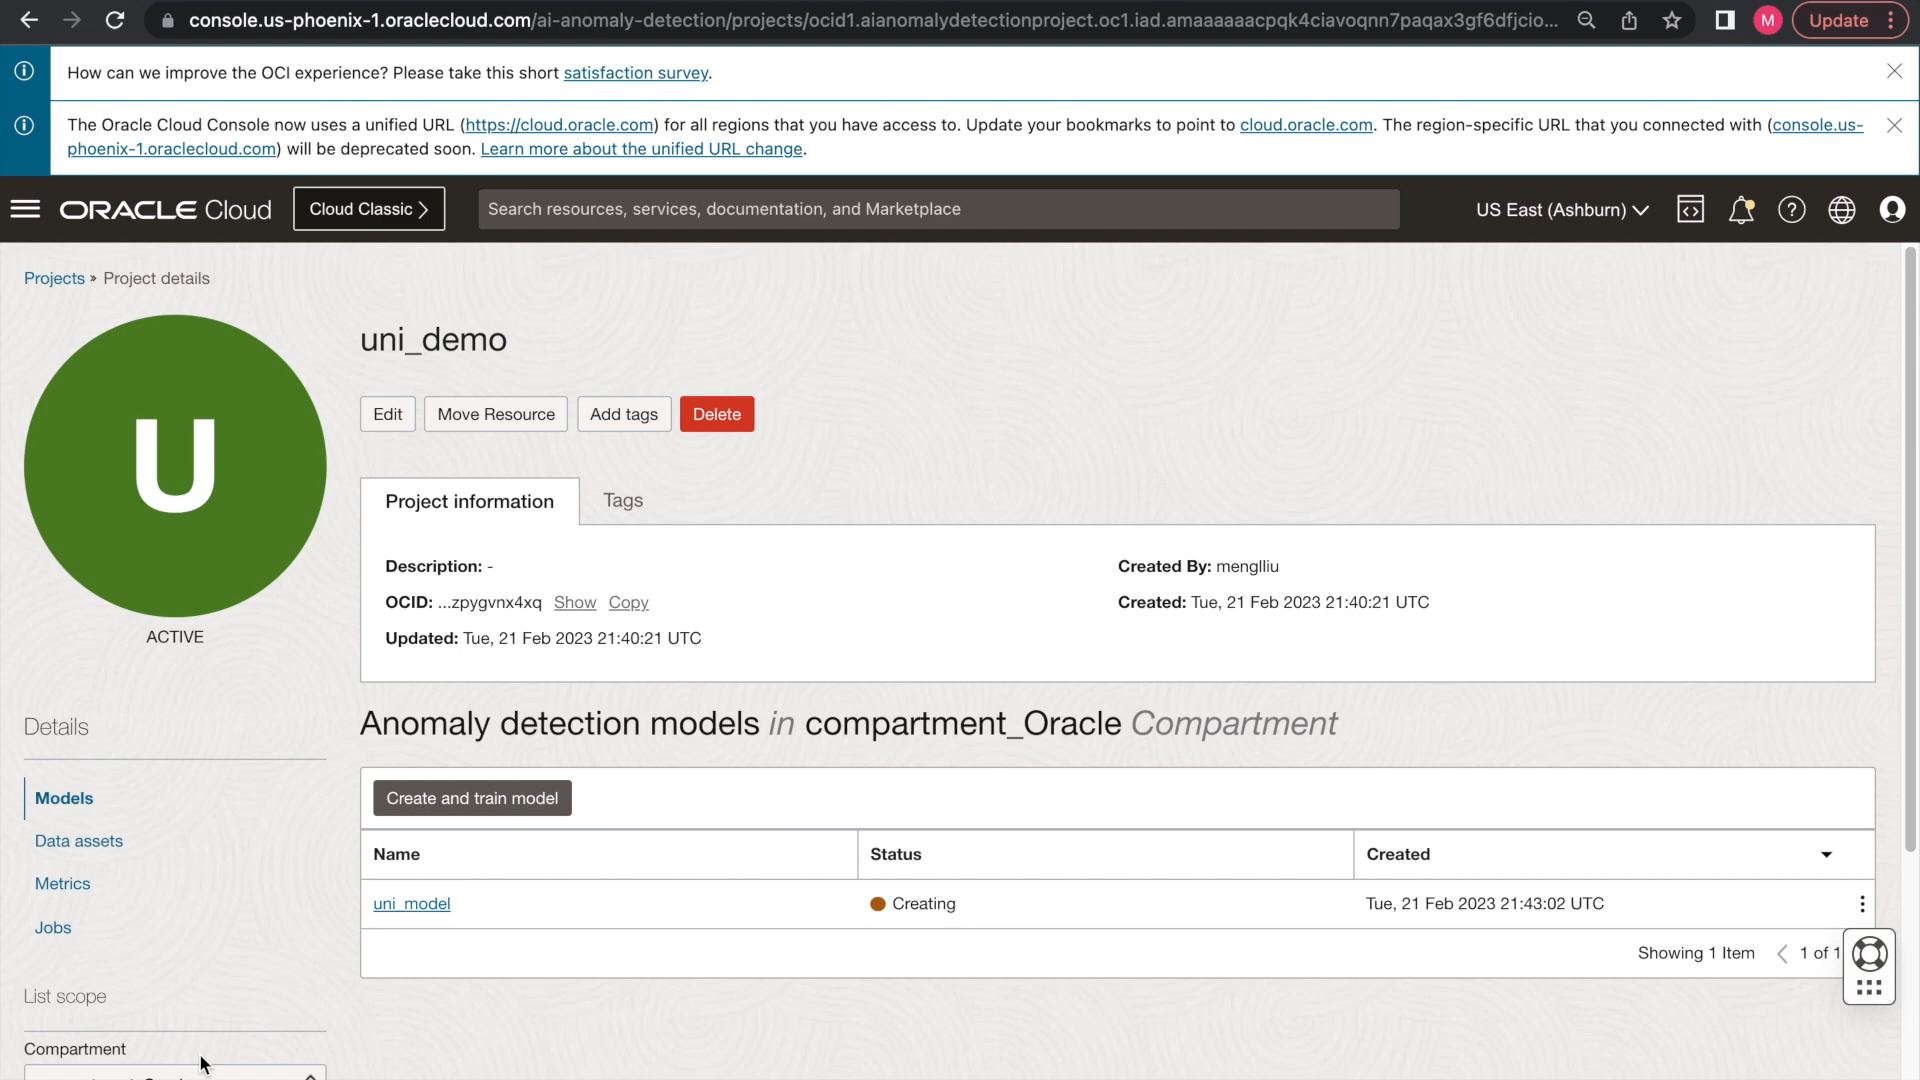 console.us-phoenix-1.oraclecloud.com/ai-anomaly-detection/projects/ocid1.aianomalydetectionproject.oc1.iad.amaaaaaacpqk4ciavoqnn7paqax3gf6dfjcio...
M
Update
How can we improve the OCI experience? Please take this short satisfaction survey.
The Oracle Cloud Console now uses a unified URL (https://cloud.oracle.com) for all regions that you have access to. Update your bookmarks to point to cloud.oracle.com. The region-specific URL that you connected with (console.us-
phoenix-1.oraclecloud.com) will be deprecated soon. Learn more about the unified URL change.
ORACLE Cloud
Cloud Classic
Search resources, services, documentation, and Marketplace
US East (Ashburn)
Projects » Project details
U
ACTIVE
uni_demo
Edit
Move Resource
Add tags
Delete
Project information
Tags
Description: -
Created By: menglliu
OCID: ...zpygvnx4xq Show Copy
Created: Tue, 21 Feb 2023 21:40:21 UTC
Updated: Tue, 21 Feb 2023 21:40:21 UTC
Details
Models
Data assets
Metrics
Jobs
List scope
Compartment
Anomaly detection models in compartment_Oracle Compartment
Create and train model
Name
Status
Created
uni_model
Creating
Tue, 21 Feb 2023 21:43:02 UTC
Showing 1 Item
1 of 1